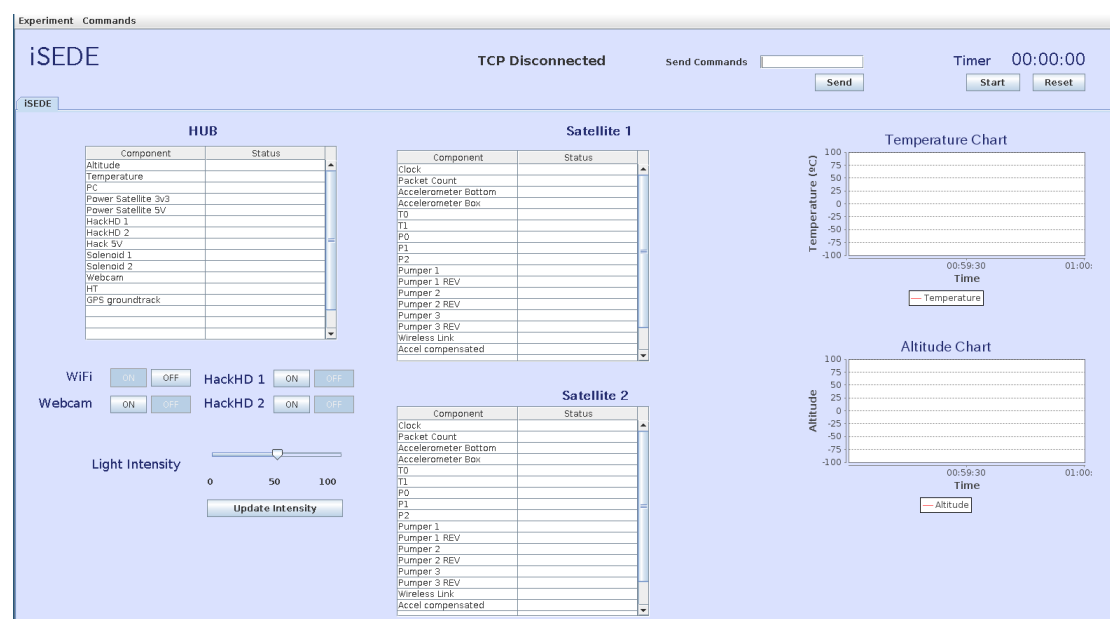 Experiment Commands
iSEDE
TCP Disconnected
Send Commands
Send
Timer 00:00:00
Start Reset
iSEDE
HUB
Component Status
Altitude
Temperature
PC
Power Satellite 3v3
Power Satellite 5V
HackHD 1
HackHD 2
Hack 5V
Solenoid 1
Solenoid 2
Webcam
HT
GPS groundtrack
WiFi ON OFF HackHD 1 ON OFF
Webcam ON OFF HackHD 2 ON OFF
Light Intensity
0 50 100
Update Intensity
Satellite 1
Component Status
Clock
Packet Count
Accelerometer Bottom
Accelerometer Box
T0
T1
P0
P1
P2
Pumper 1
Pumper 1 REV
Pumper 2
Pumper 2 REV
Pumper 3
Pumper 3 REV
Wireless Link
Accel compensated
Satellite 2
Component Status
Clock
Packet Count
Accelerometer Bottom
Accelerometer Box
T0
T1
P0
P1
P2
Pumper 1
Pumper 1 REV
Pumper 2
Pumper 2 REV
Pumper 3
Pumper 3 REV
Wireless Link
Accel compensated
Temperature Chart
Temperature (ºC)
100
75
50
25
0
-25
-50
-75
-100
00:59:30 01:00:
Time
Temperature
Altitude Chart
Altitude
100
75
50
25
0
-25
-50
-75
-100
00:59:30 01:00:
Time
Altitude